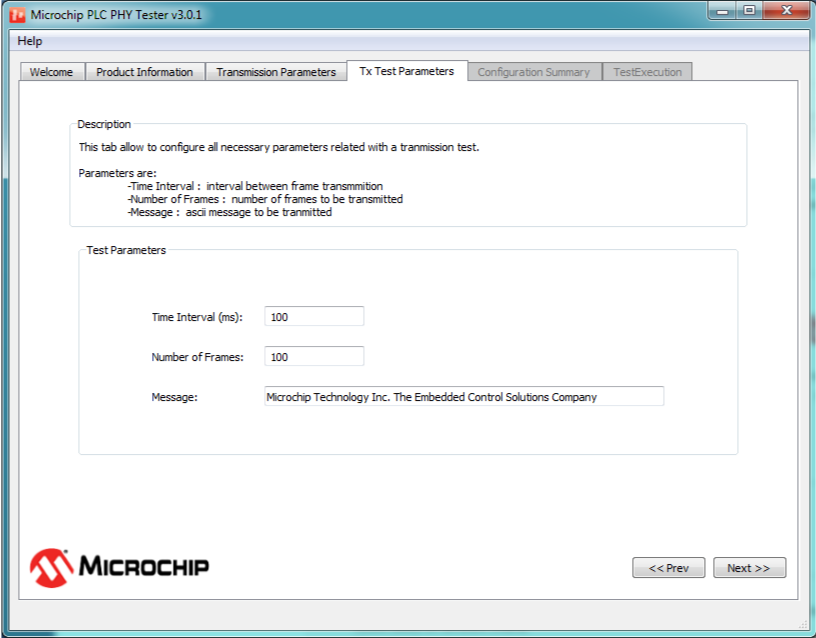 Microchip PLC PHY Tester v3.0.1
Help
Welcome Product Information Transmission Parameters Tx Test Parameters Configuration Summary TestExecution
Description
This tab allow to configure all necessary parameters related with a tranmission test.
Parameters are:
-Time Interval : interval between frame transmmition
-Number of Frames : number of frames to be transmitted
-Message : ascii message to be tranmitted
Test Parameters
Time Interval (ms): 100
Number of Frames: 100
Message: Microchip Technology Inc. The Embedded Control Solutions Company
MICROCHIP
<< Prev Next >>